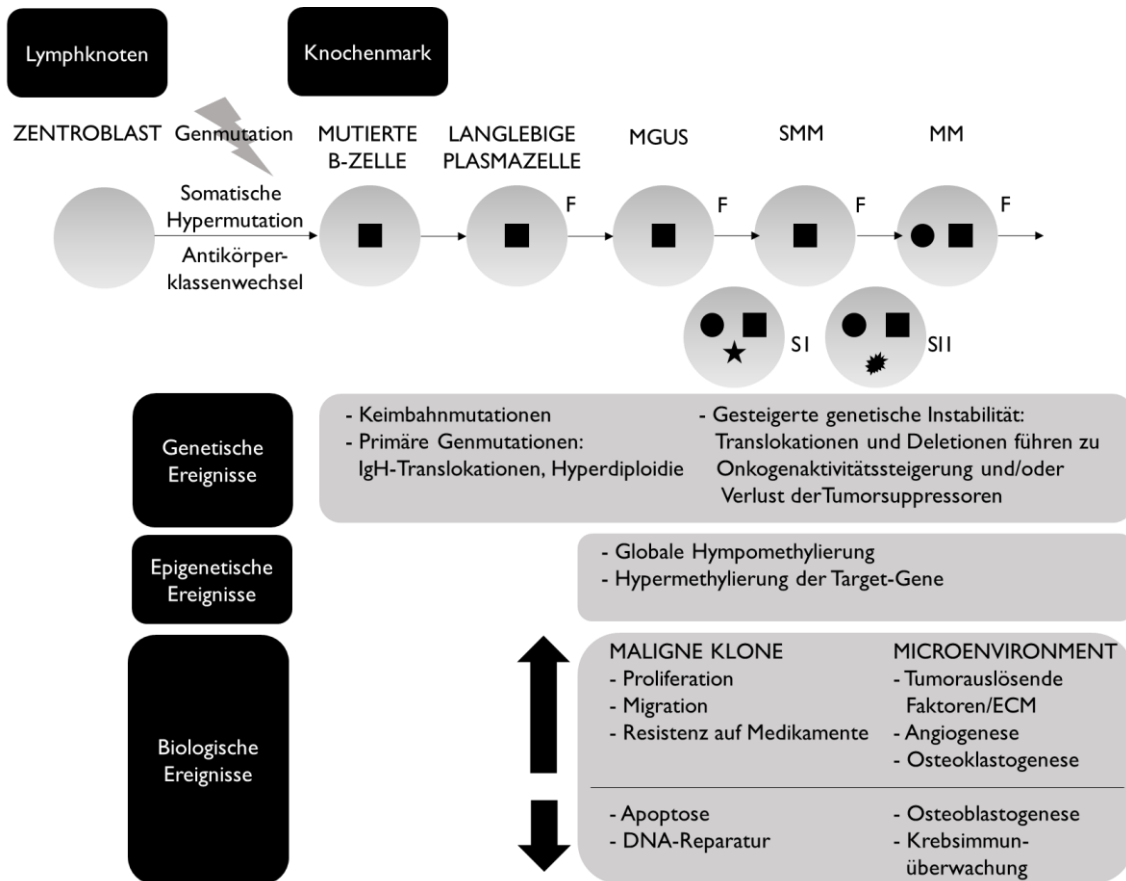 Lymphknoten
Knochenmark
ZENTROBLAST
Genmutation
MUTIERTE
B-ZELLE
LANGLEBIGE
PLASMAZELLE
MGUS
SMM
MM
Somatische
Hypermutation
Antikörper-
klassenwechsel
F
F
F
F
SI
SII
Genetische
Ereignisse
- Keimbahnmutationen
- Primäre Genmutationen:
IgH-Translokationen, Hyperdiploidie
- Gesteigerte genetische Instabilität:
Translokationen und Deletionen führen zu
Onkogenaktivitätssteigerung und/oder
Verlust derTumorsuppressoren
Epigenetische
Ereignisse
- Globale Hympomethylierung
- Hypermethylierung der Target-Gene
Biologische
Ereignisse
MALIGNE KLONE
- Proliferation
- Migration
- Resistenz auf Medikamente
MICROENVIRONMENT
- Tumorauslösende
Faktoren/ECM
- Angiogenese
- Osteoklastogenese
- Apoptose
- DNA-Reparatur
- Osteoblastogenese
- Krebsimmun-
überwachung